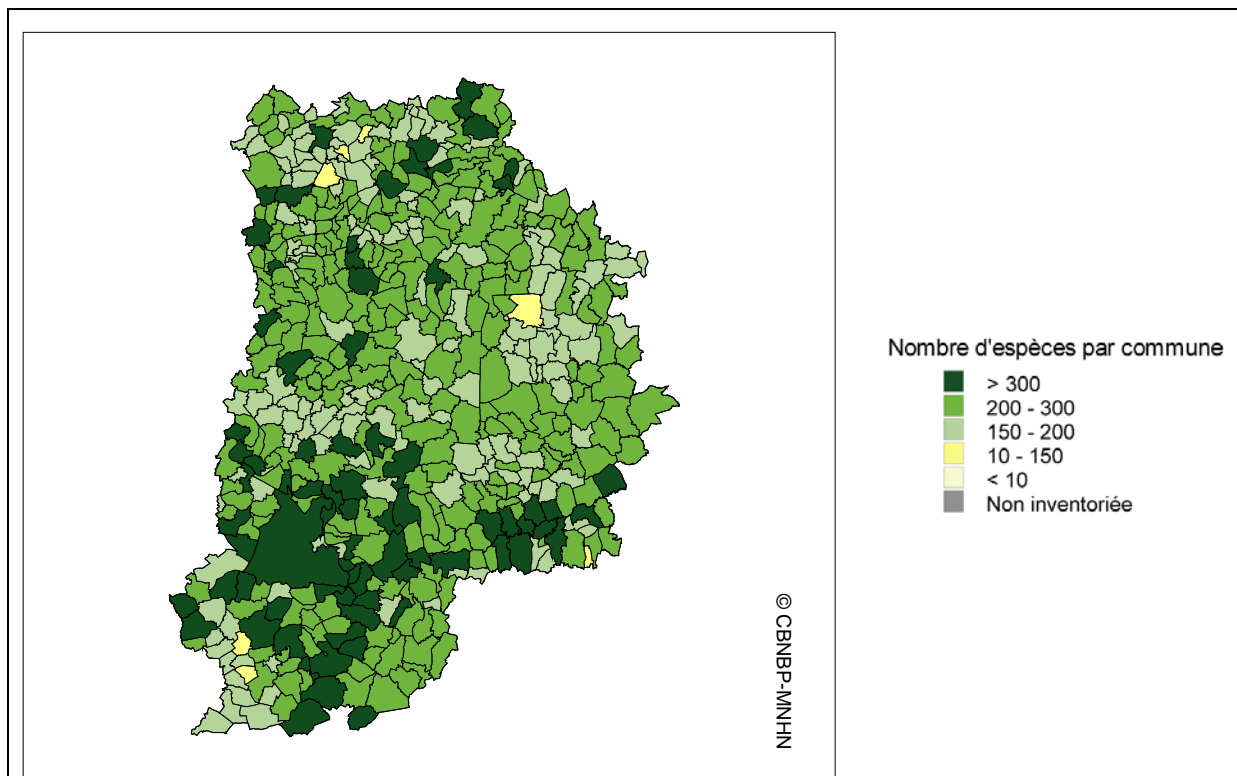 Nombre d'espèces par commune
> 300
200 - 300
150 - 200
10 - 150
< 10
Non inventoriée
© CBNBP-MNHN